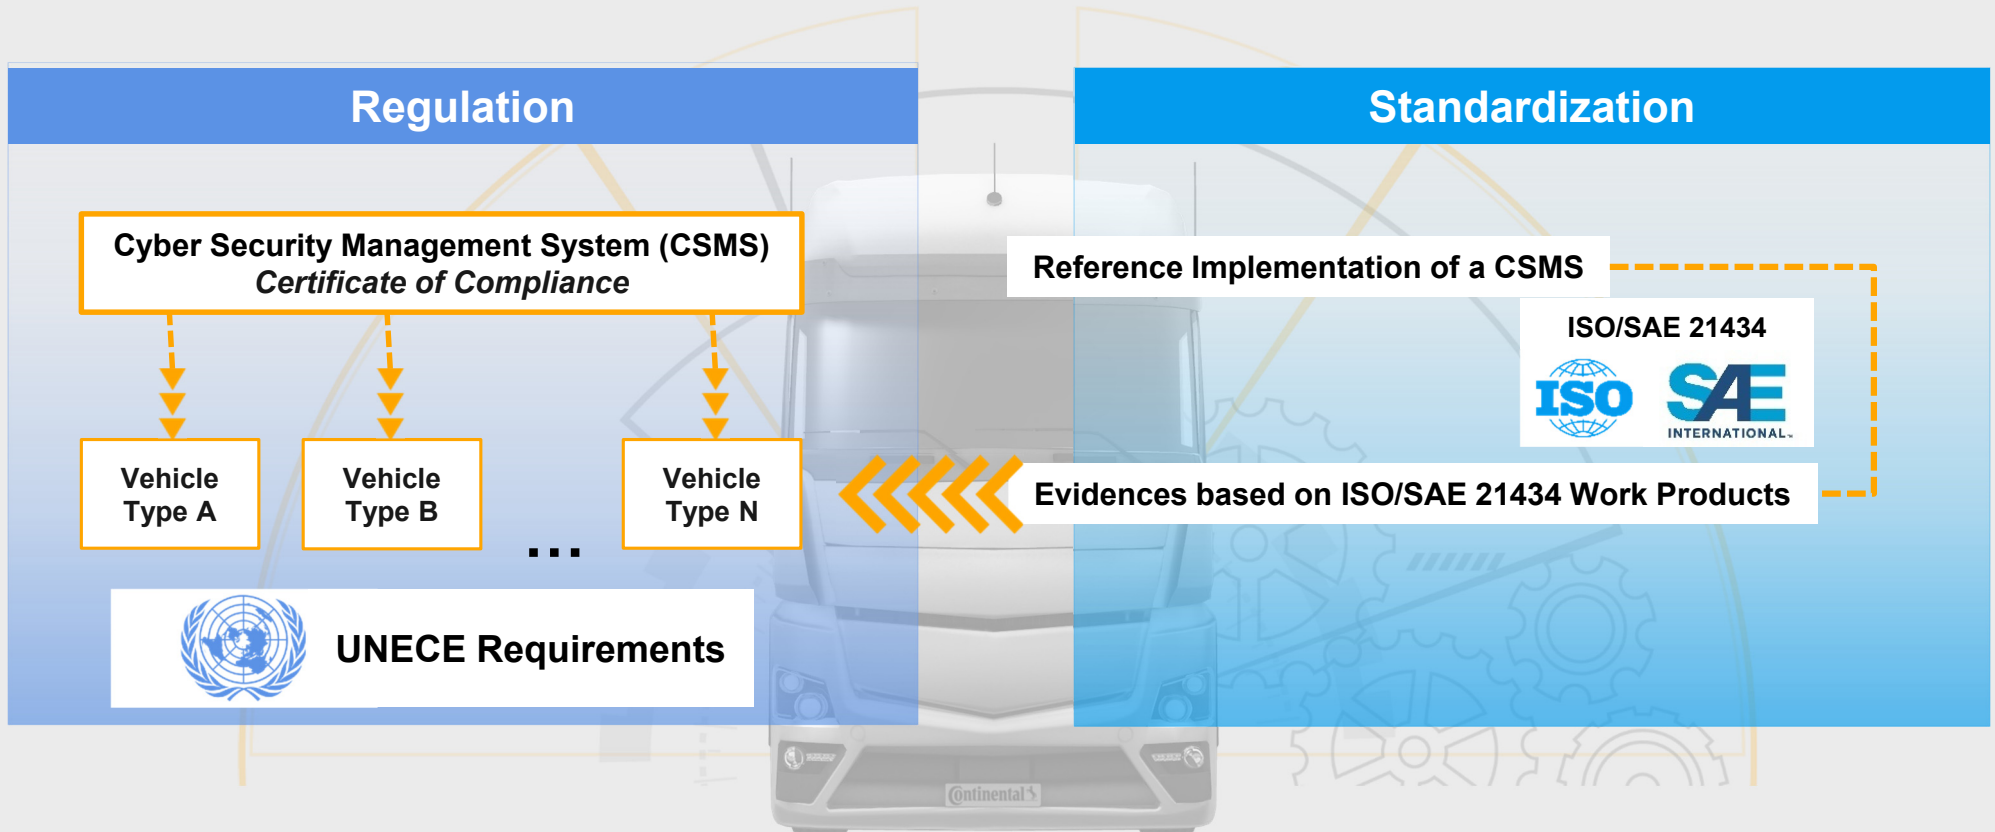 Regulation
Cyber Security Management System (CSMS)
Certificate of Compliance
Vehicle
Type A
Vehicle
Type B
...
Vehicle
Type N
UNECE Requirements
Standardization
Reference Implementation of a CSMS
ISO/SAE 21434
ISO
SAE
INTERNATIONAL™
Evidences based on ISO/SAE 21434 Work Products
Continental